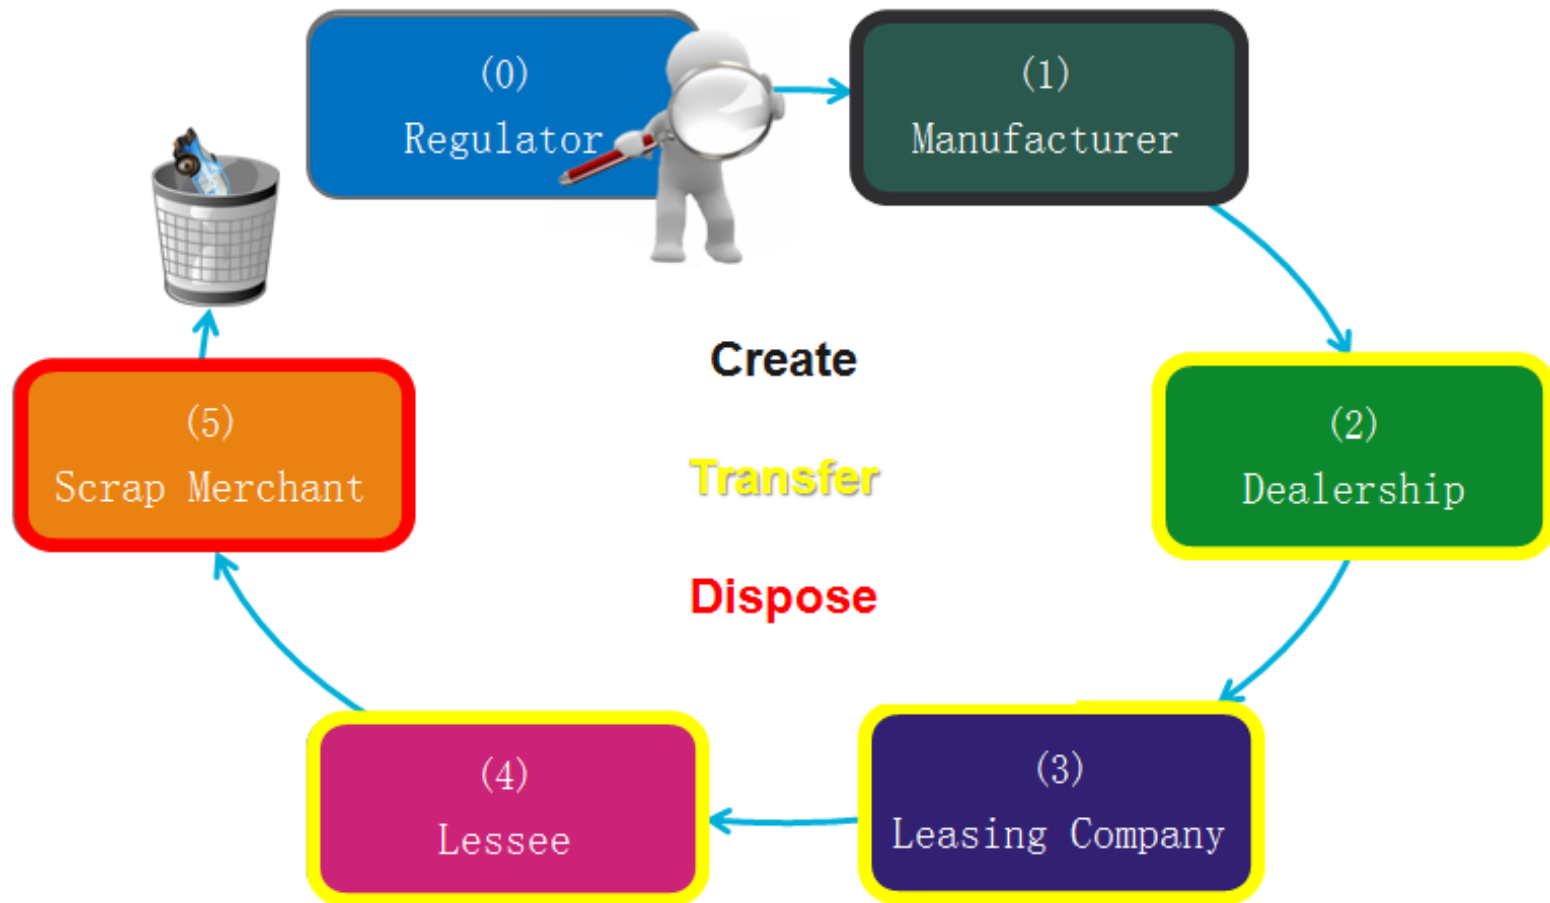 (0)
Regulator
(1)
Manufacturer
Create
(5)
Scrap Merchant
(2)
Dealership
Transfer
Dispose
(4)
Lessee
(3)
Leasing Company